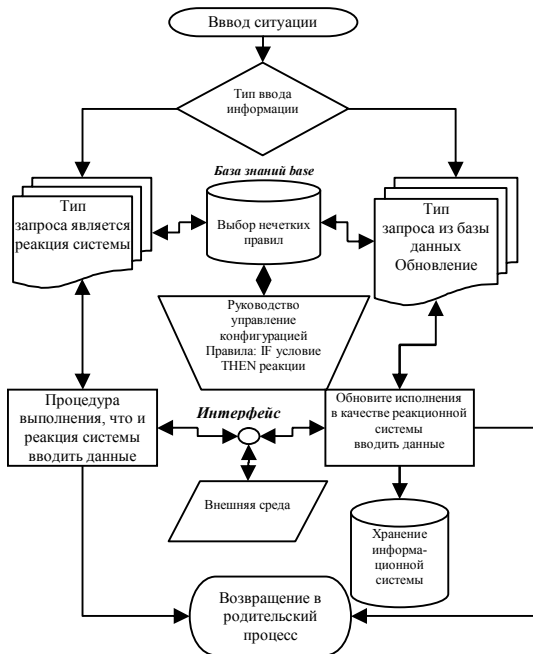 Вввод ситуации
Тип ввода
информации
База знаний base
Тип
запроса является
реакция системы
Выбор нечетких
правил
Тип
запроса из базы
данных
Обновление
Руководство
управление
конфигурацией
Правила: IF условие
THEN реакции
Процедура
выполнения, что и
реакция системы
вводить данные
Интерфейс
Обновите исполнения
в качестве реакционной
системы
вводить данные
Внешняя среда
Хранение
информа-
ционной
системы
Возвращение в
родительский
процесс